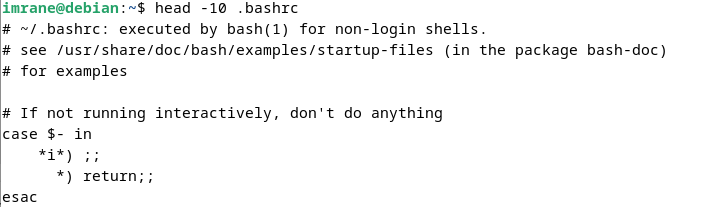 imrane@debian:~$ head -10 .bashrc
# ~/.bashrc: executed by bash(1) for non-login shells.
# see /usr/share/doc/bash/examples/startup-files (in the package bash-doc)
# for examples

# If not running interactively, don't do anything
case $- in
    *i*) ;;
      *) return;;
esac